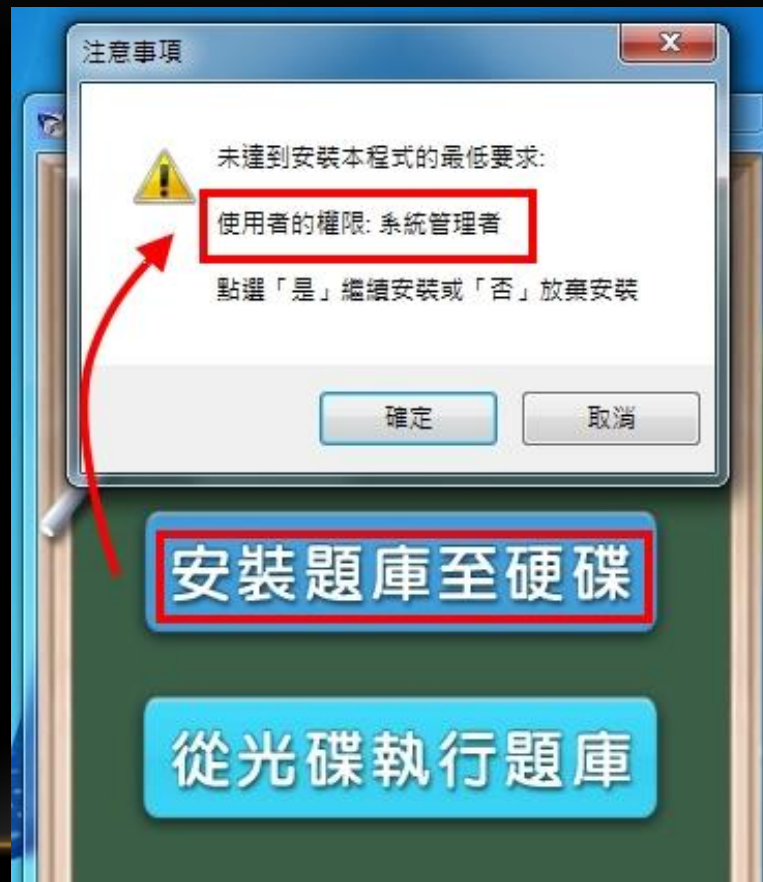 注意事項
未達到安裝本程式的最低要求:
使用者的權限: 系統管理者
點選「是」繼續安裝或「否」放棄安裝
確定
取消
安裝題庫至硬碟
從光碟執行題庫